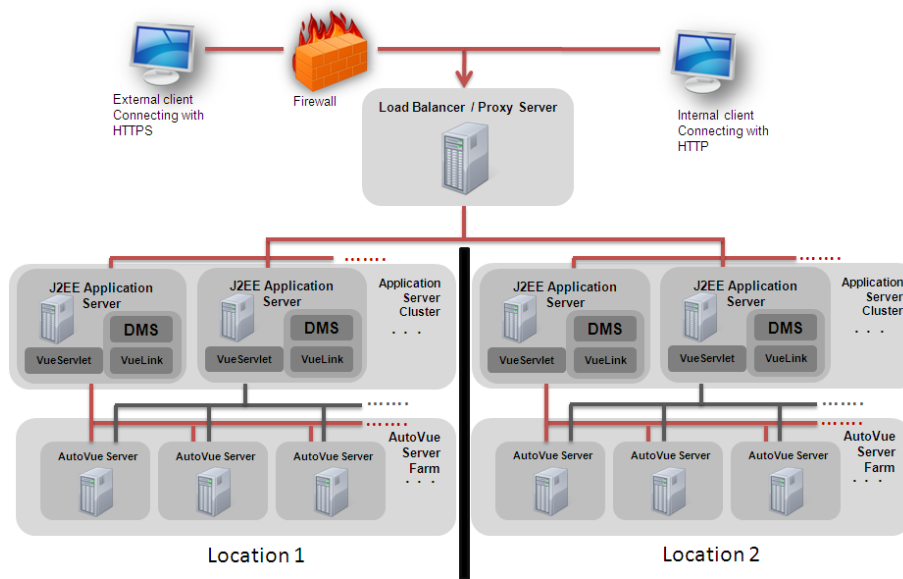 External client
Connecting with
HTTPS
Firewall
Load Balancer / Proxy Server
Internal client
Connecting with
HTTP
.......
J2EE Application
Server
DMS
VueServlet
VueLink
J2EE Application
Server
DMS
VueServlet
VueLink
Application
Server
Cluster
. . .
.......
.......
AutoVue Server
AutoVue Server
AutoVue Server
AutoVue
Server
Farm
. . .
Location 1
.......
J2EE Application
Server
DMS
VueServlet
VueLink
J2EE Application
Server
DMS
VueServlet
VueLink
Application
Server
Cluster
. . .
.......
.......
AutoVue Server
AutoVue Server
AutoVue Server
AutoVue
Server
Farm
. . .
Location 2